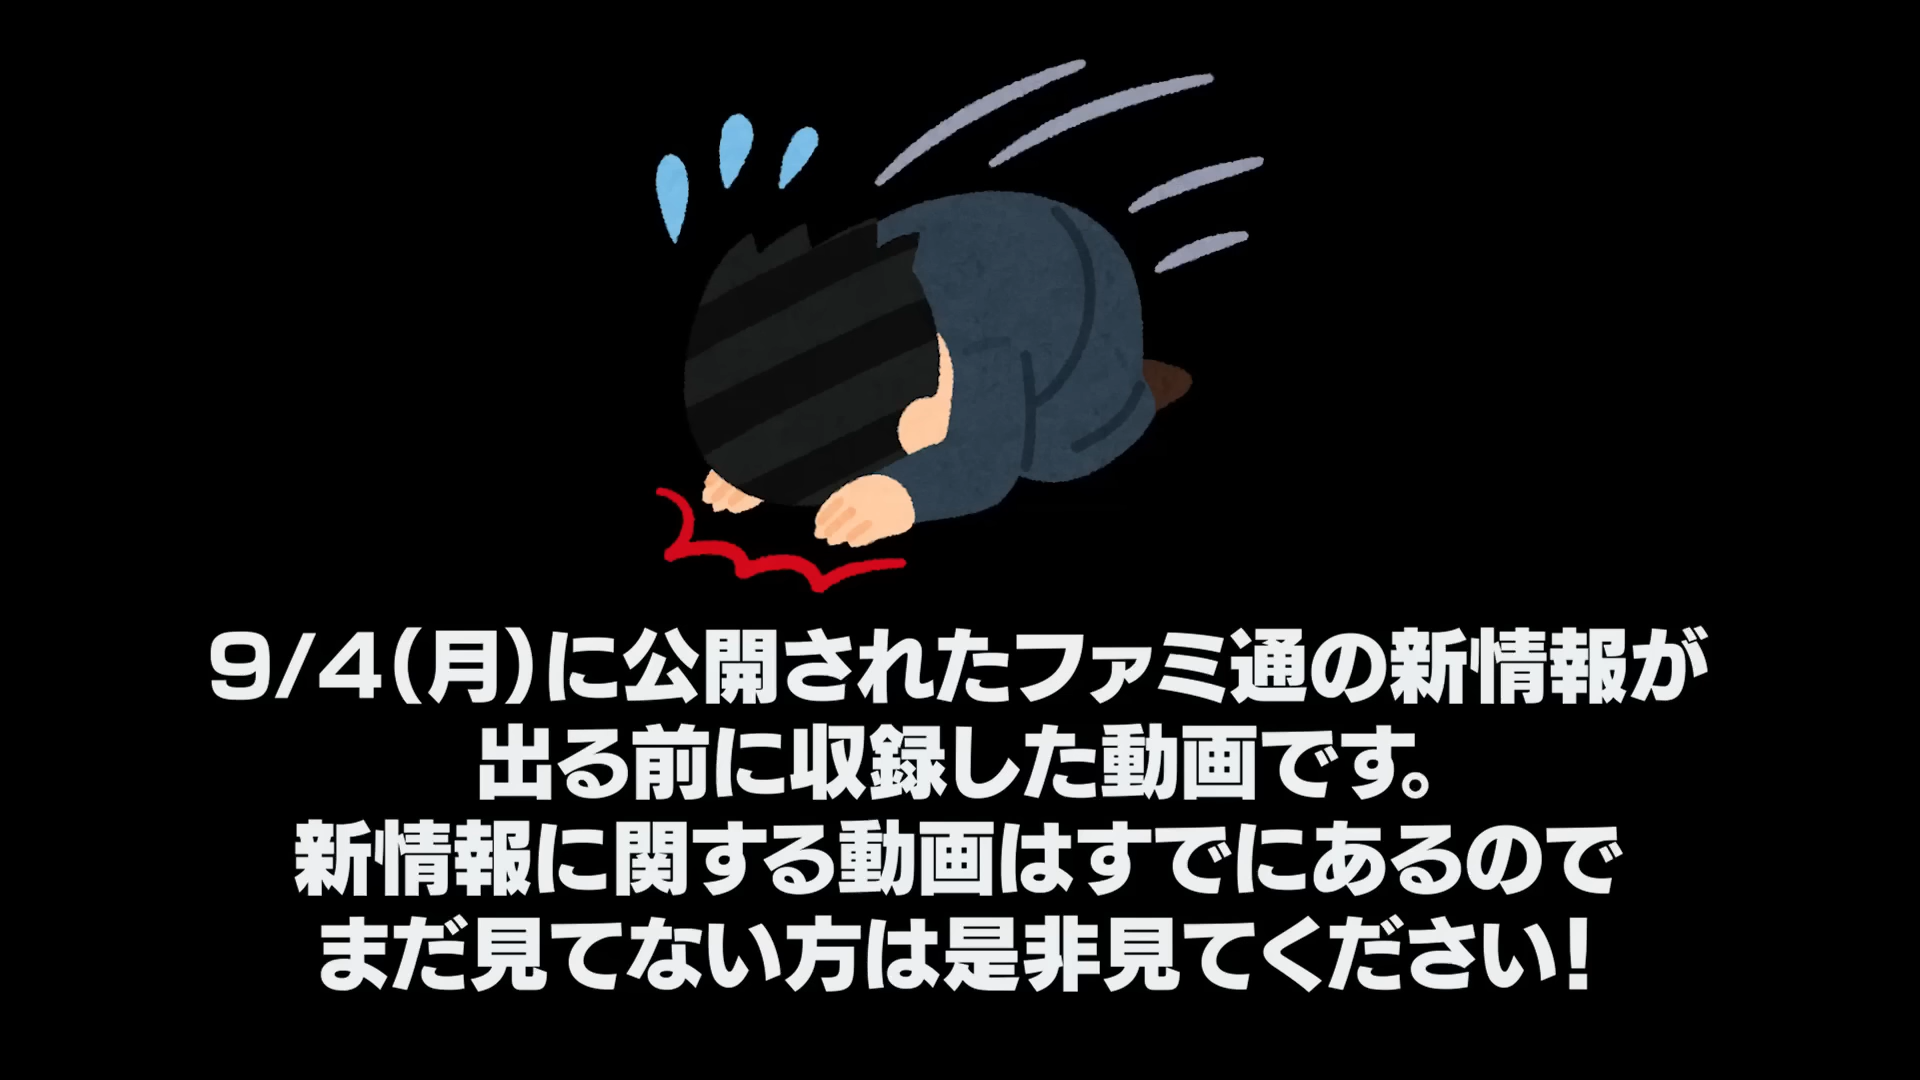 9/4(月)に公開されたファミ通の新情報が
出る前に収録した動画です。
新情報に関する動画はすでにあるので
まだ見てない方は是非見てください!